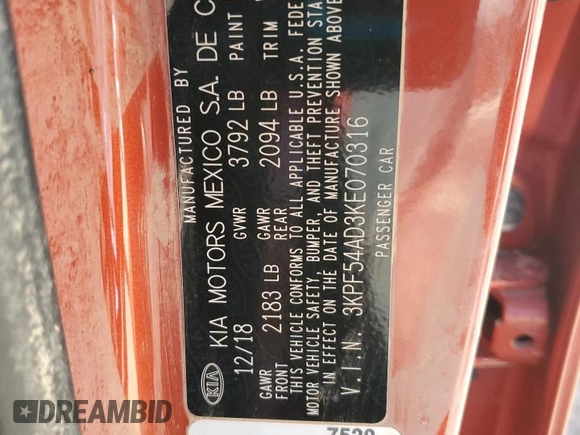 MANUFACTURED BY
KIA KIA MOTORS MEXICO S.A. DE C
12/18 GVWR 3792 LB PAINT
GAWR FRONT 2183 LB GAWR REAR 2094 LB TRIM
THIS VEHICLE CONFORMS TO ALL APPLICABLE U.S.A. FEDE
MOTOR VEHICLE SAFETY, BUMPER, AND THEFT PREVENTION STA
IN EFFECT ON THE DATE OF MANUFACTURE SHOWN ABOVE
V.I.N. 3KPF54AD3KE070316
PASSENGER CAR
7520
DREAMBID